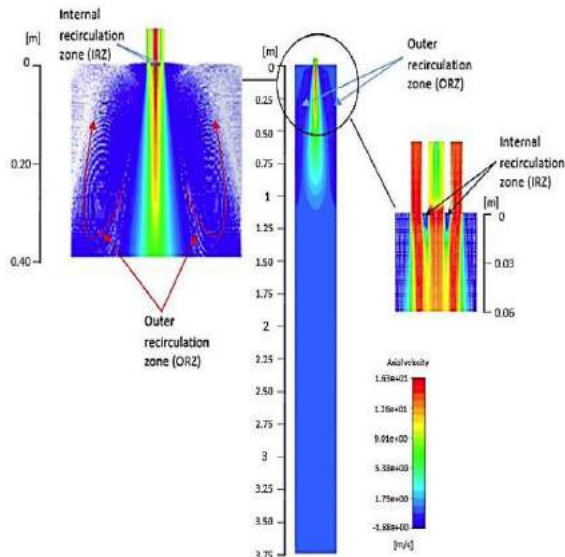 Internal
recirculation
zone (IRZ)
[m]
0
0.20
0.40
Outer
recirculation
zone (ORZ)
[m]
0
0.25
0.50
0.75
1
1.25
1.50
1.75
2
2.25
2.50
2.75
3
3.25
3.50
3.75
Outer
recirculation
zone (ORZ)
Internal
recirculation
zone (IRZ)
[m]
0
0.03
0.06
Axial velocity
1.63e+01
1.26e+01
9.01e+00
5.38e+00
1.75e+00
-1.88e+00
[m/s]